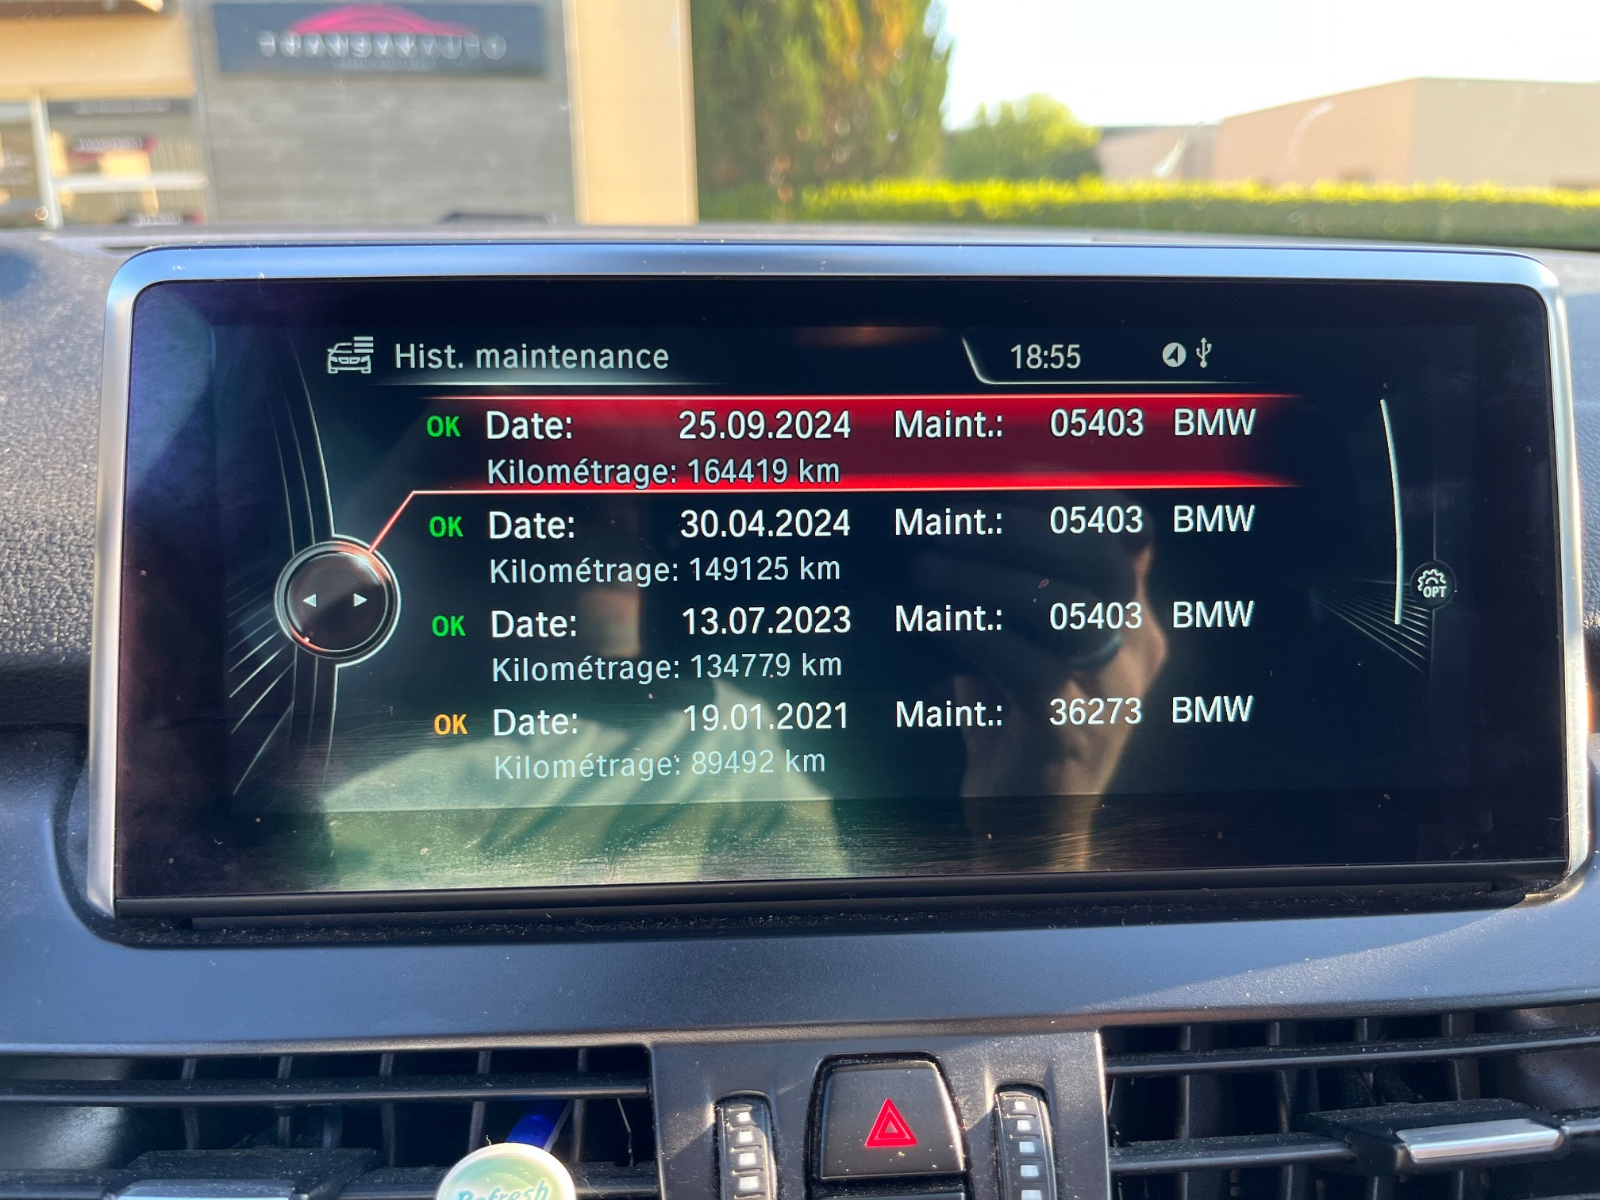 TRANSAKAUTO
Hist. maintenance 18:55
OK Date: 25.09.2024 Maint.: 05403 BMW
Kilométrage: 164419 km
OK Date: 30.04.2024 Maint.: 05403 BMW
Kilométrage: 149125 km
OK Date: 13.07.2023 Maint.: 05403 BMW
Kilométrage: 134779 km
OK Date: 19.01.2021 Maint.: 36273 BMW
Kilométrage: 89492 km
OPT
Refresh